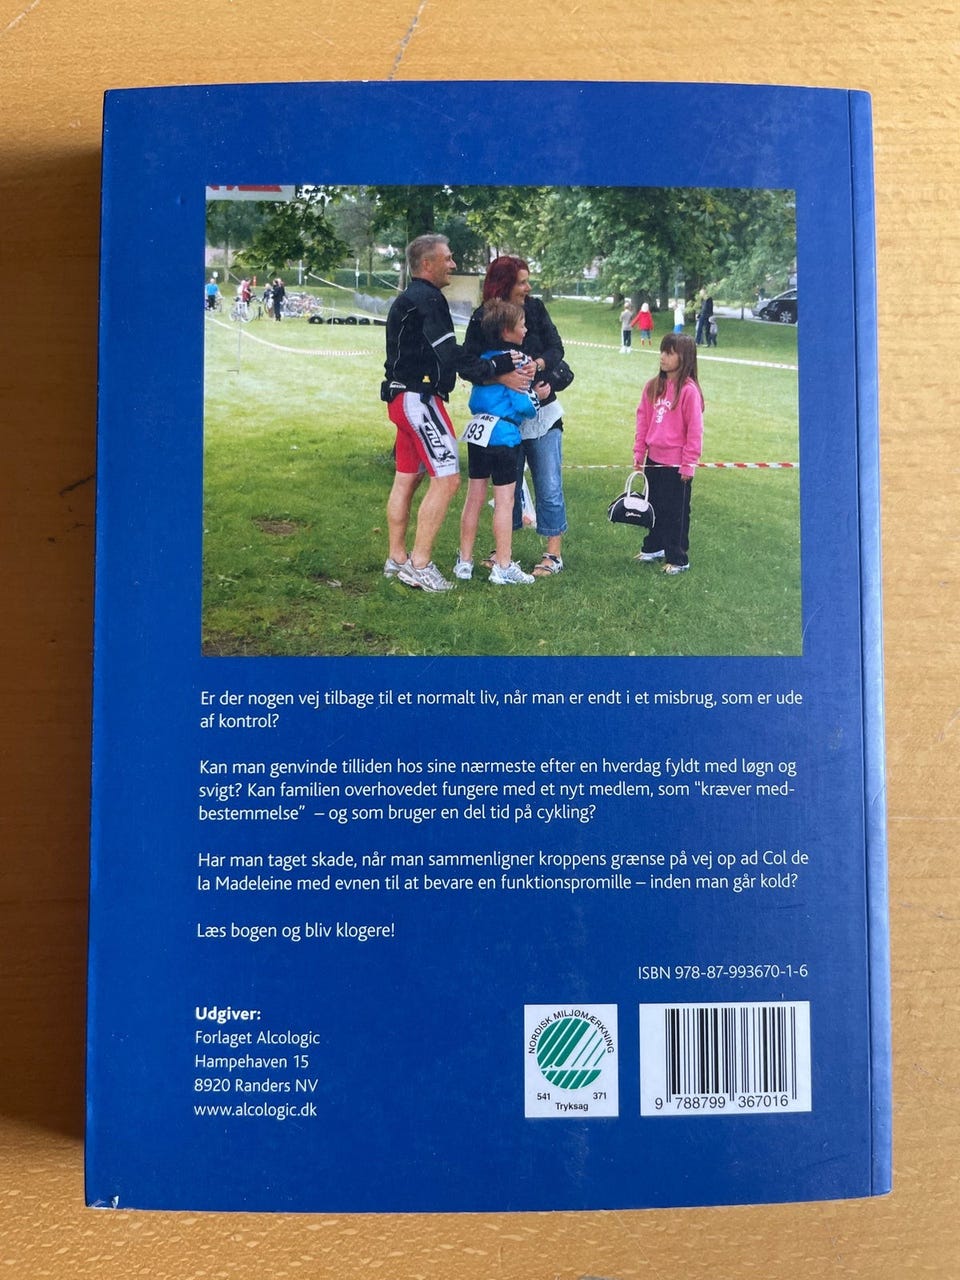 ABC
93
Er der nogen vej tilbage til et normalt liv, når man er endt i et misbrug, som er ude
af kontrol?
Kan man genvinde tilliden hos sine nærmeste efter en hverdag fyldt med løgn og
svigt? Kan familien overhovedet fungere med et nyt medlem, som "kræver med-
bestemmelse" – og som bruger en del tid på cykling?
Har man taget skade, når man sammenligner kroppens grænse på vej op ad Col de
la Madeleine med evnen til at bevare en funktionspromille – inden man går kold?
Læs bogen og bliv klogere!
ISBN 978-87-993670-1-6
Udgiver:
Forlaget Alcologic
Hampehaven 15
8920 Randers NV
www.alcologic.dk
NORDISK MILJØMÆRKNING
541 371
Tryksag
9 788799 367016